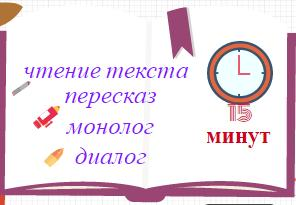 чтение текста
пересказ
монолог
диалог
15
минут